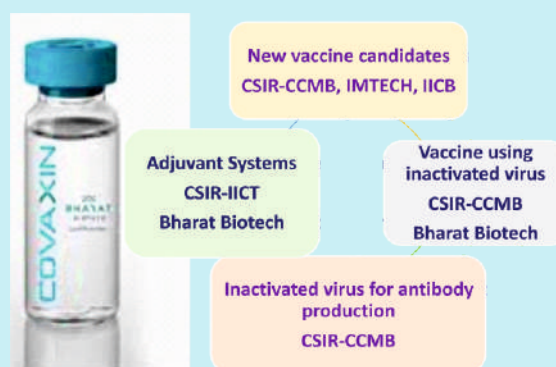 COVAXIN
BHARAT
New vaccine candidates
CSIR-CCMB, IMTECH, IICB
Adjuvant Systems
CSIR-IICT
Bharat Biotech
Vaccine using
inactivated virus
CSIR-CCMB
Bharat Biotech
Inactivated virus for antibody
production
CSIR-CCMB